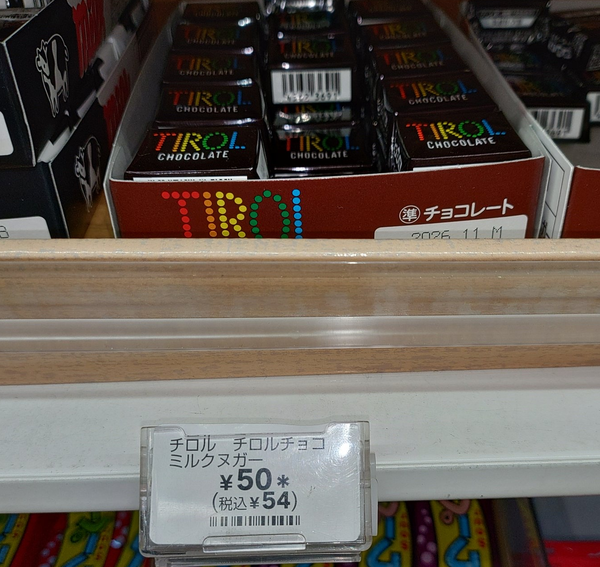 TIROL
CHOCOLATE
TIROL
CHOCOLATE
TIROL
CHOCOLATE
TIROL
CHOCOLATE
TIROL
CHOCOLATE
TIROL
CHOCOLATE
TIROL
準 チョコレート
2026.11 M
チロル チロルチョコ
ミルクヌガー
¥50*
(税込¥54)